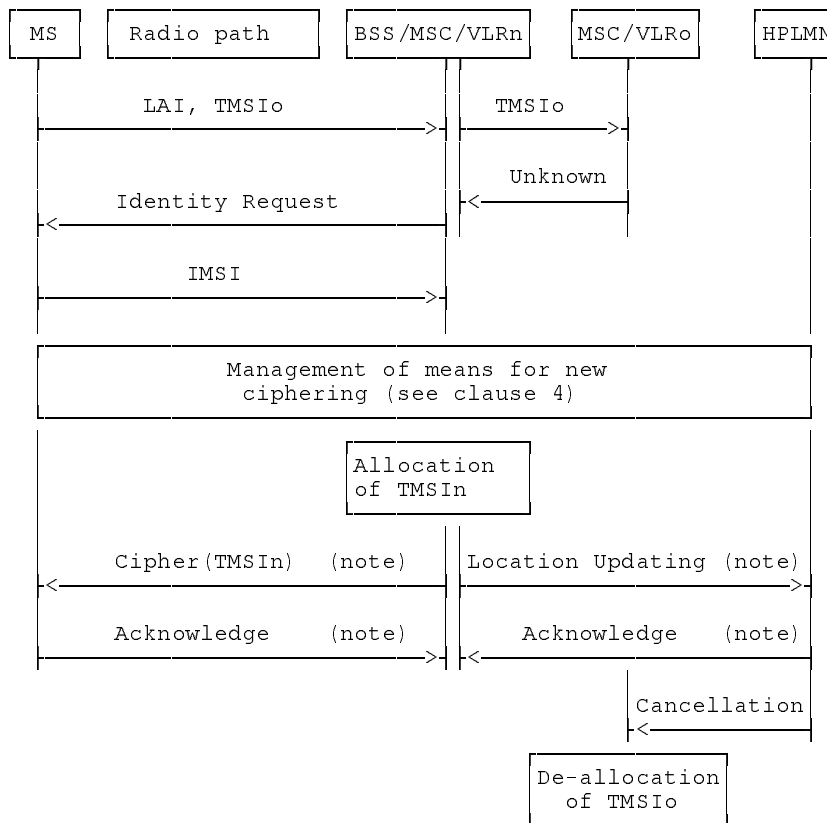 MS
Radio path
BSS/MSC/VLRn
MSC/VLRo
HPLMN
LAI, TMSIo
TMSIo
Unknown
Identity Request
IMSI
Management of means for new
ciphering (see clause 4)
Allocation
of TMSIn
Cipher(TMSIn) (note)
Location Updating (note)
Acknowledge (note)
Acknowledge (note)
Cancellation
De-allocation
of TMSIo